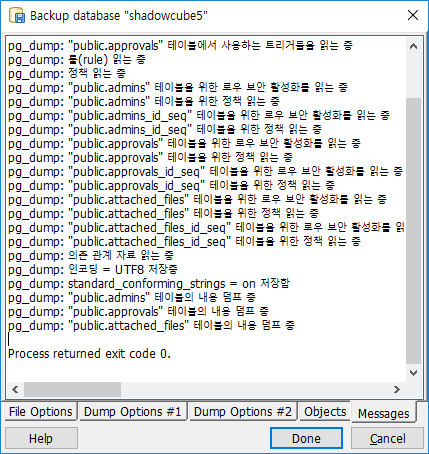 Backup database "shadowcube5"
pg_dump: "public.approvals" 테이블에서 사용하는 트리거들을 읽는 중
pg_dump: 룰(rule) 읽는 중
pg_dump: 정책 읽는 중
pg_dump: "public.admins" 테이블을 위한 로우 보안 활성화를 읽는 중
pg_dump: "public.admins" 테이블을 위한 정책 읽는 중
pg_dump: "public.admins_id_seq" 테이블을 위한 로우 보안 활성화를 읽는 중
pg_dump: "public.admins_id_seq" 테이블을 위한 정책 읽는 중
pg_dump: "public.approvals" 테이블을 위한 로우 보안 활성화를 읽는 중
pg_dump: "public.approvals" 테이블을 위한 정책 읽는 중
pg_dump: "public.approvals_id_seq" 테이블을 위한 로우 보안 활성화를 읽는 중
pg_dump: "public.approvals_id_seq" 테이블을 위한 정책 읽는 중
pg_dump: "public.attached_files" 테이블을 위한 로우 보안 활성화를 읽는 중
pg_dump: "public.attached_files" 테이블을 위한 정책 읽는 중
pg_dump: "public.attached_files_id_seq" 테이블을 위한 로우 보안 활성화를 읽
pg_dump: "public.attached_files_id_seq" 테이블을 위한 정책 읽는 중
pg_dump: 의존 관계 자료 읽는 중
pg_dump: 인코딩 = UTF8 저장중
pg_dump: standard_conforming_strings = on 저장함
pg_dump: "public.admins" 테이블의 내용 덤프 중
pg_dump: "public.approvals" 테이블의 내용 덤프 중
pg_dump: "public.attached_files" 테이블의 내용 덤프 중
Process returned exit code 0.
File Options Dump Options #1 Dump Options #2 Objects Messages
Help Done Cancel